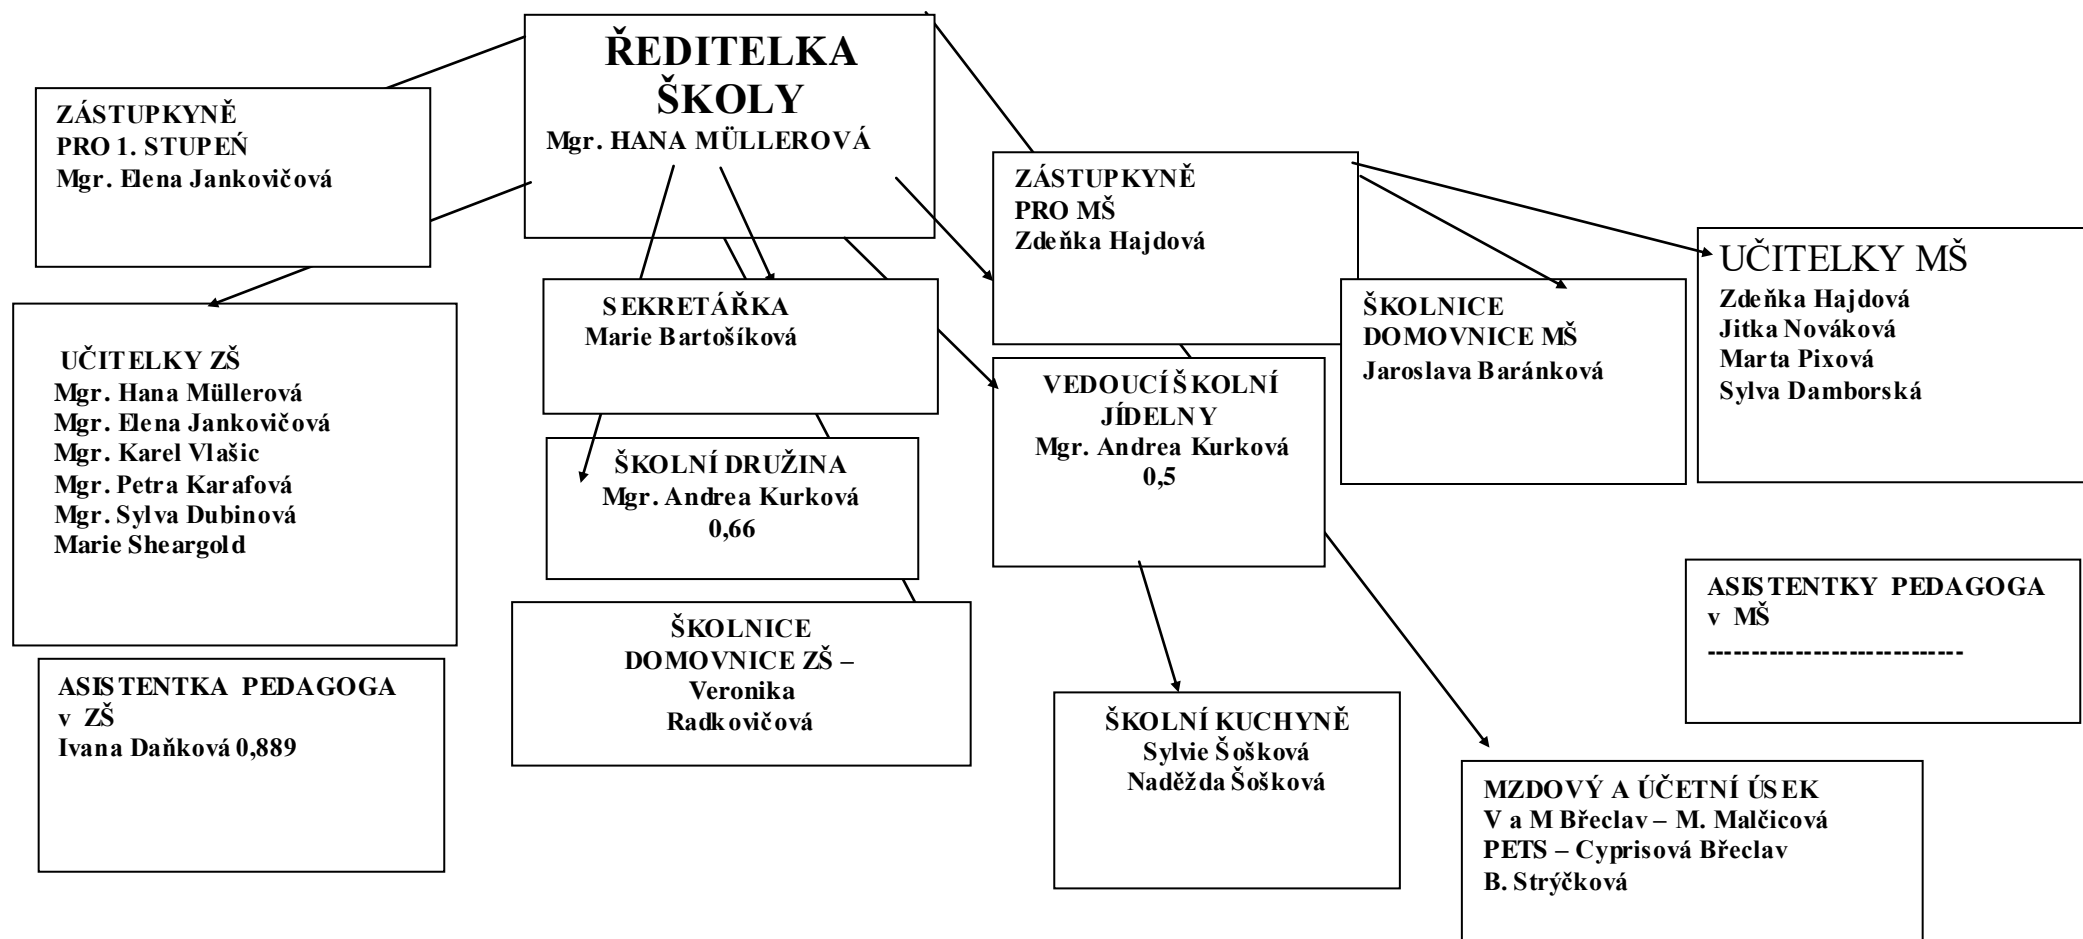 ŘEDITELKA
ŠKOLY
Mgr. HANA MÜLLEROVÁ
ZÁSTUPKYNĚ
PRO 1. STUPEŃ
Mgr. Elena Jankovičová
ZÁSTUPKYNĚ
PRO MŠ
Zdeňka Hajdová
UČITELKY MŠ
Zdeňka Hajdová
Jitka Nováková
Marta Pixová
Sylva Damborská
SEKRETÁŘKA
Marie Bartošíková
ŠKOLNICE
DOMOVNICE MŠ
Jaroslava Baránková
UČITELKY ZŠ
Mgr. Hana Müllerová
Mgr. Elena Jankovičová
Mgr. Karel Vlašic
Mgr. Petra Karafová
Mgr. Sylva Dubinová
Marie Sheargold
VEDOUCÍ ŠKOLNÍ
JÍDELNY
Mgr. Andrea Kurková
0,5
ŠKOLNÍ DRUŽINA
Mgr. Andrea Kurková
0,66
ASISTENTKY PEDAGOGA
v MŠ
-----------------------------
ŠKOLNICE
DOMOVNICE ZŠ –
Veronika
Radkovičová
ASISTENTKA PEDAGOGA
v ZŠ
Ivana Daňková 0,889
ŠKOLNÍ KUCHYNĚ
Sylvie Šošková
Naděžda Šošková
MZDOVÝ A ÚČETNÍ ÚSEK
V a M Břeclav – M. Malčicová
PETS – Cyprisová Břeclav
B. Strýčková